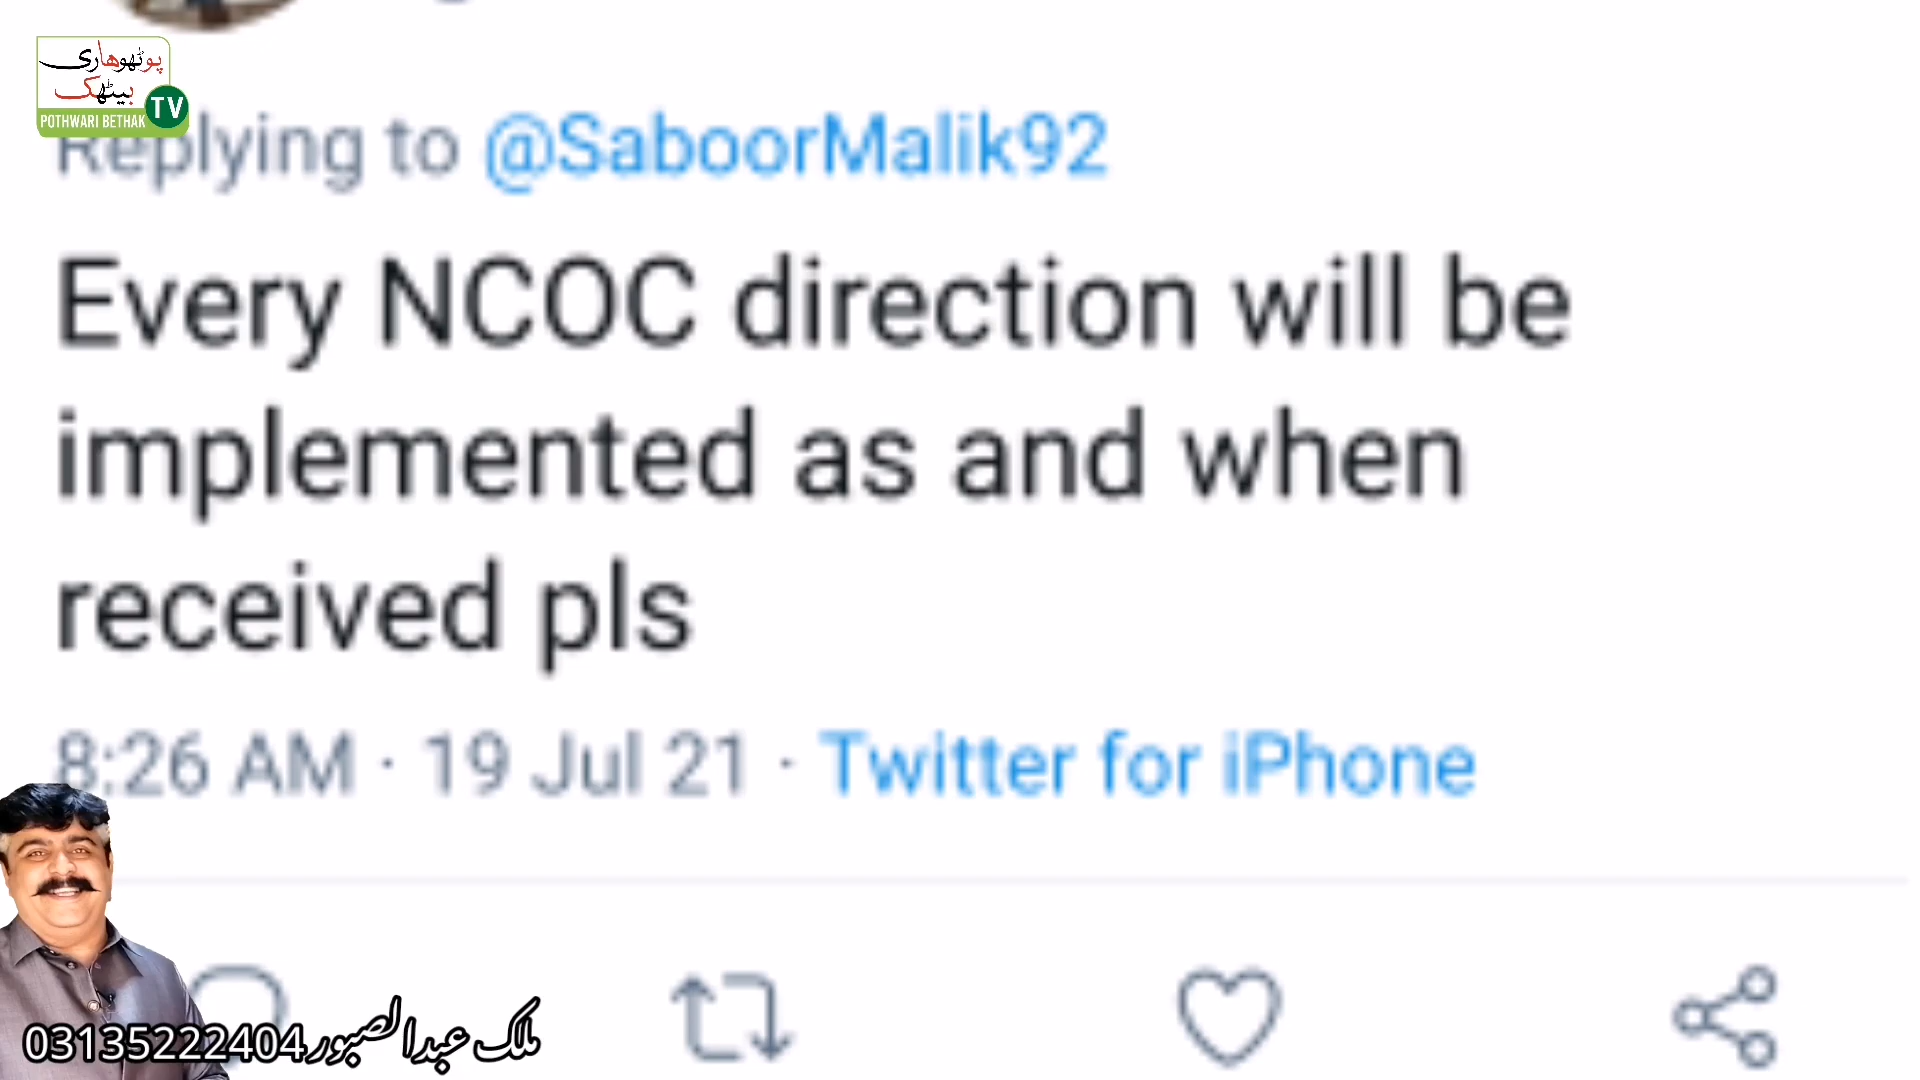 پوٹھوھاری
بیٹھک
TV
POTHWARI BETHAK
Replying to @SaboorMalik92
Every NCOC direction will be
implemented as and when
received pls
8:26 AM · 19 Jul 21 · Twitter for iPhone
ملک عبدالصبور 03135222404